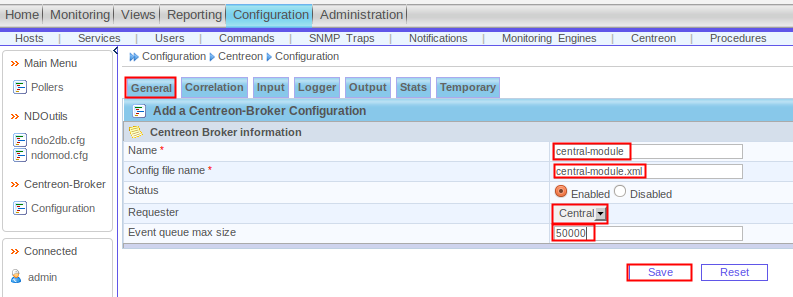 Home Monitoring Views Reporting Configuration Administration
Hosts | Services | Users | Commands | SNMP Traps | Notifications | Monitoring Engines | Centreon | Procedures
Main Menu
Pollers
NDOutils
ndo2db.cfg
ndomod.cfg
Centreon-Broker
Configuration
Connected
admin
Configuration Centreon Configuration
General Correlation Input Logger Output Stats Temporary
Add a Centreon-Broker Configuration
Centreon Broker information
Name * central-module
Config file name * central-module.xml
Status Enabled Disabled
Requester Central
Event queue max size 50000
Save Reset